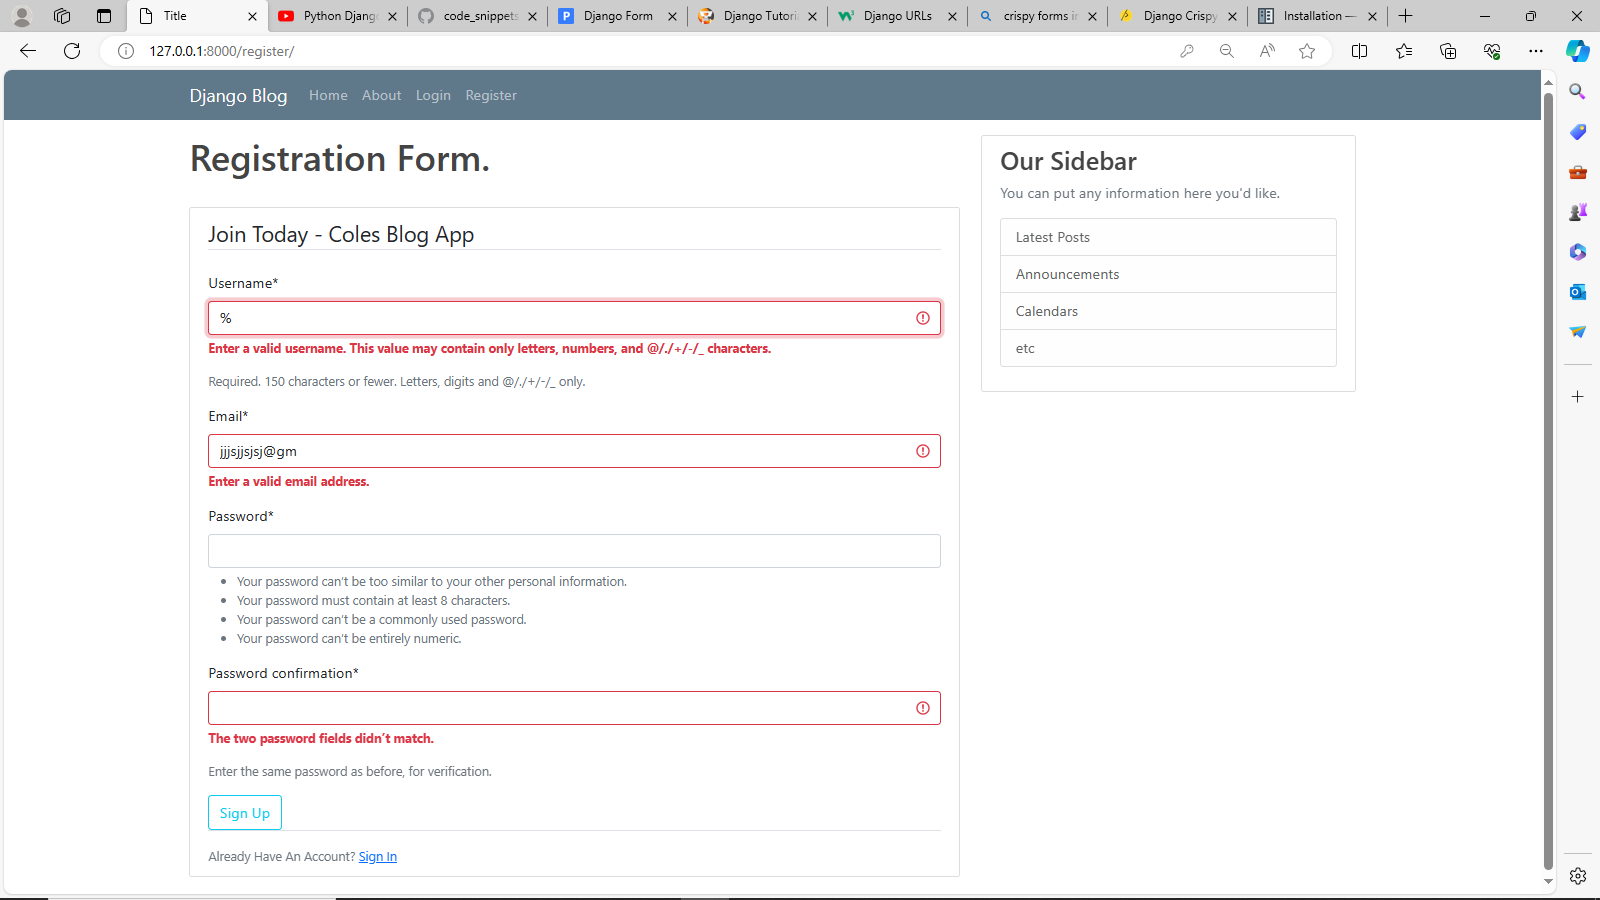 Title
Python Django
code_snippets
Django Form
Django Tutoria
Django URLs
crispy forms in
Django Crispy
Installation —
127.0.0.1:8000/register/
Django Blog Home About Login Register
Registration Form.
Join Today - Coles Blog App
Username*
%
Enter a valid username. This value may contain only letters, numbers, and @/./+/-/_ characters.
Required. 150 characters or fewer. Letters, digits and @/./+/-/_ only.
Email*
jjjsjjsjsj@gm
Enter a valid email address.
Password*
Your password can't be too similar to your other personal information.
Your password must contain at least 8 characters.
Your password can't be a commonly used password.
Your password can't be entirely numeric.
Password confirmation*
The two password fields didn't match.
Enter the same password as before, for verification.
Sign Up
Already Have An Account? Sign In
Our Sidebar
You can put any information here you'd like.
Latest Posts
Announcements
Calendars
etc